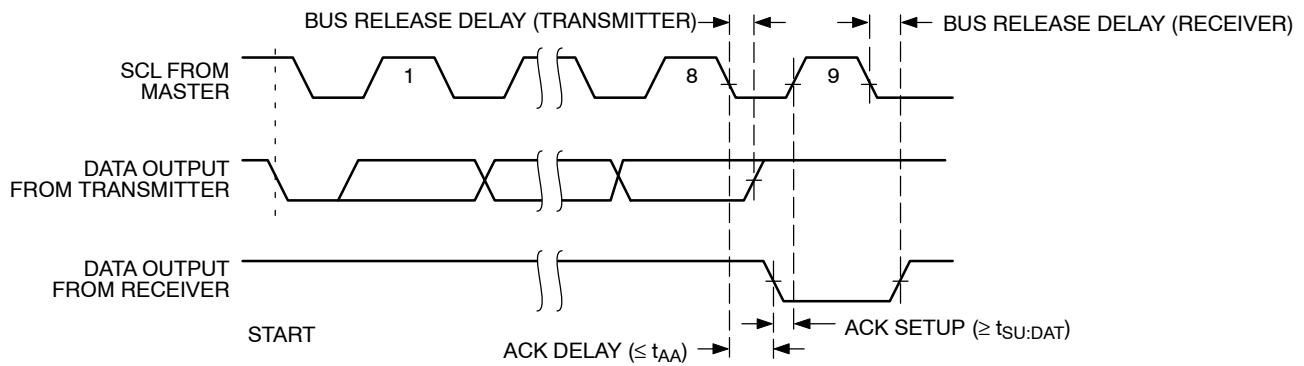 BUS RELEASE DELAY (TRANSMITTER)
BUS RELEASE DELAY (RECEIVER)
SCL FROM
MASTER
1
8
9
DATA OUTPUT
FROM TRANSMITTER
DATA OUTPUT
FROM RECEIVER
START
ACK SETUP (≥ tSU:DAT)
ACK DELAY (≤ tAA)